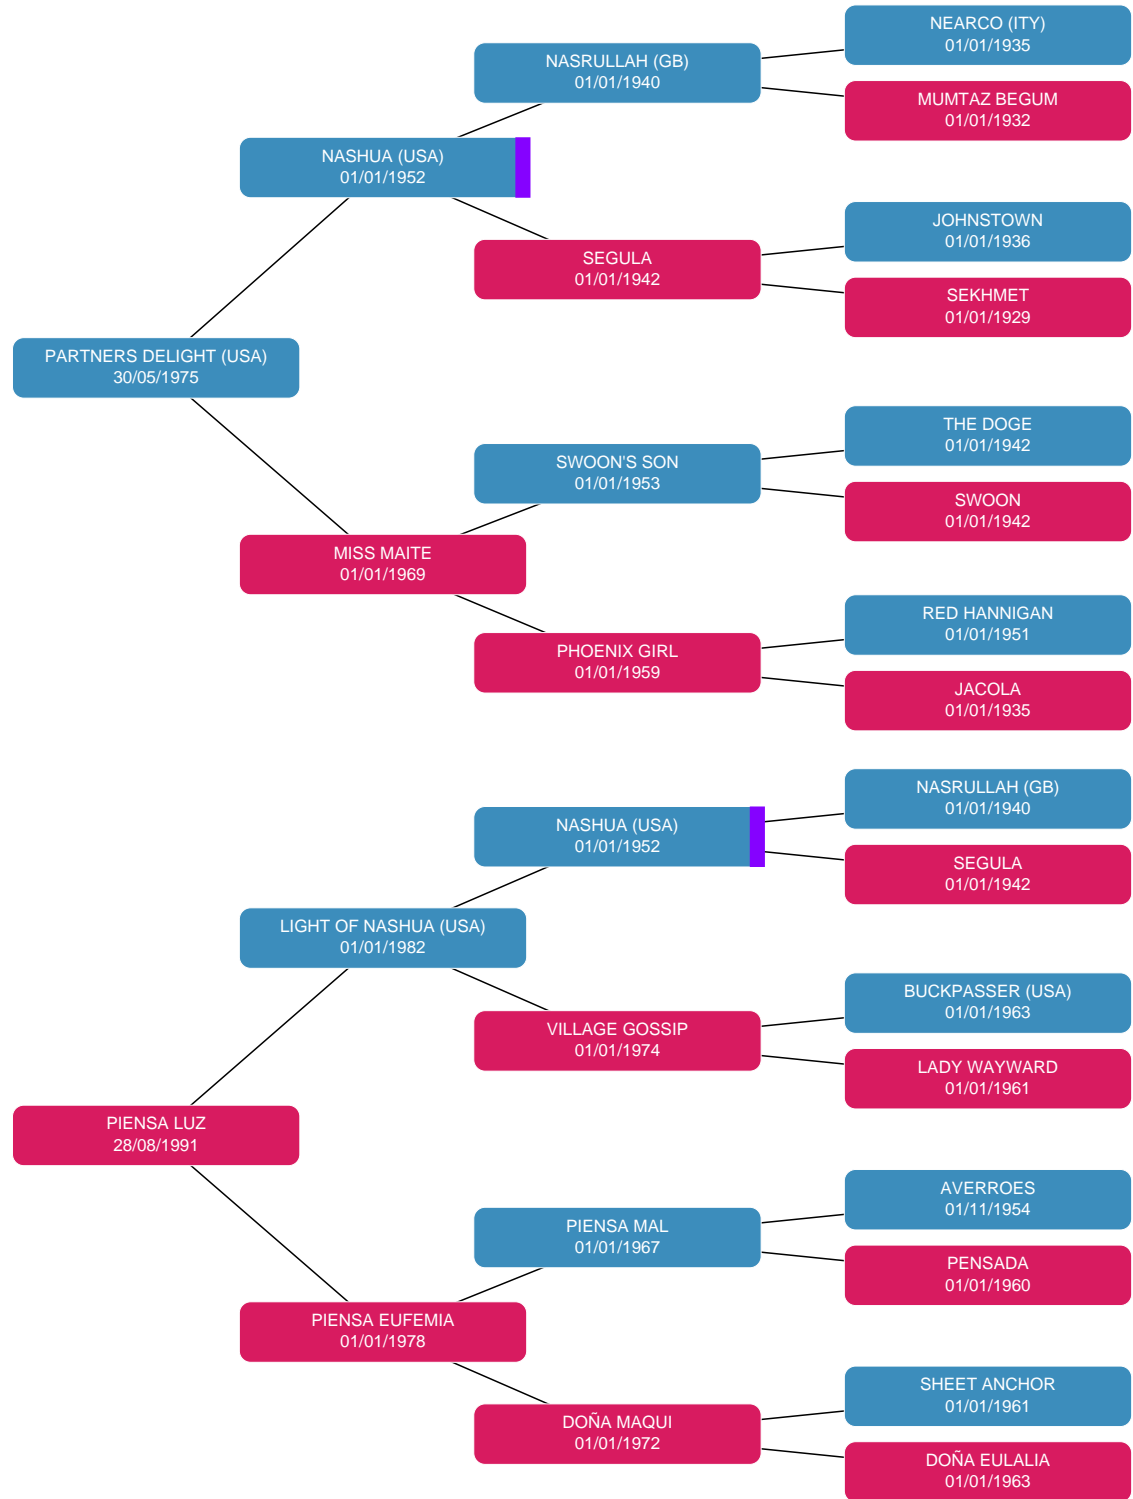 NEARCO (ITY)
01/01/1935
NASRULLAH (GB)
01/01/1940
MUMTAZ BEGUM
01/01/1932
NASHUA (USA)
01/01/1952
JOHNSTOWN
01/01/1936
SEGULA
01/01/1942
SEKHMET
01/01/1929
PARTNERS DELIGHT (USA)
30/05/1975
THE DOGE
01/01/1942
SWOON'S SON
01/01/1953
SWOON
01/01/1942
MISS MAITE
01/01/1969
RED HANNIGAN
01/01/1951
PHOENIX GIRL
01/01/1959
JACOLA
01/01/1935
NASRULLAH (GB)
01/01/1940
NASHUA (USA)
01/01/1952
SEGULA
01/01/1942
LIGHT OF NASHUA (USA)
01/01/1982
BUCKPASSER (USA)
01/01/1963
VILLAGE GOSSIP
01/01/1974
LADY WAYWARD
01/01/1961
PIENSA LUZ
28/08/1991
AVERROES
01/11/1954
PIENSA MAL
01/01/1967
PENSADA
01/01/1960
PIENSA EUFEMIA
01/01/1978
SHEET ANCHOR
01/01/1961
DOÑA MAQUI
01/01/1972
DOÑA EULALIA
01/01/1963